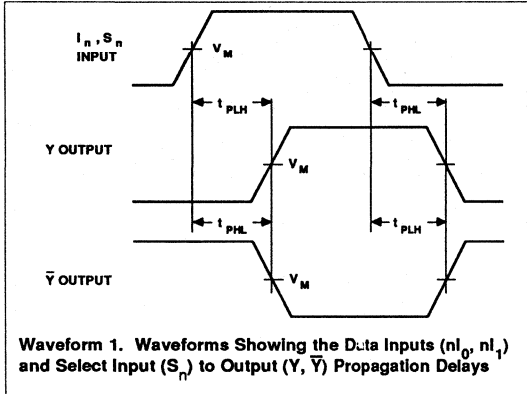 I n , S n
INPUT
V M
t PLH
t PHL
Y OUTPUT
V M
t PHL
t PLH
Y̅ OUTPUT
V M
Waveform 1. Waveforms Showing the Data Inputs (nI0, nI1)
and Select Input (Sn) to Output (Y, Y̅) Propagation Delays